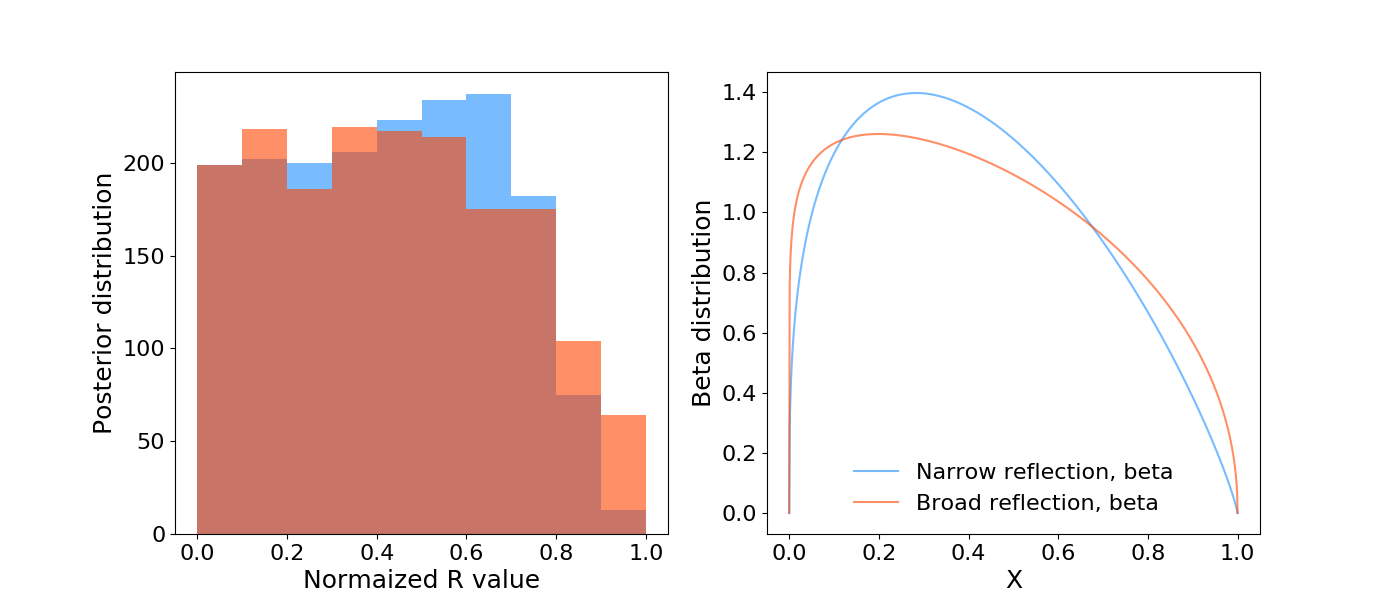 Posterior distribution
200
150
100
50
0
0.0 0.2 0.4 0.6 0.8 1.0
Normaized R value
Beta distribution
1.4
1.2
1.0
0.8
0.6
0.4
0.2
0.0
Narrow reflection, beta
Broad reflection, beta
0.0 0.2 0.4 0.6 0.8 1.0
X